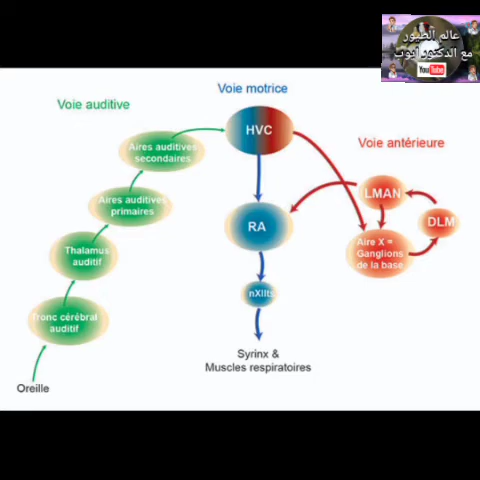 عالم الطيور
مع الدكتور أيوب
YouTube
Voie motrice
Voie auditive
HVC
Voie antérieure
Aires auditives
secondaires
LMAN
Aires auditives
primaires
DLM
RA
Aire X =
Ganglions
de la base
Thalamus
auditif
nXIIts
Tronc cérébral
auditif
Syrinx &
Muscles respiratoires
Oreille